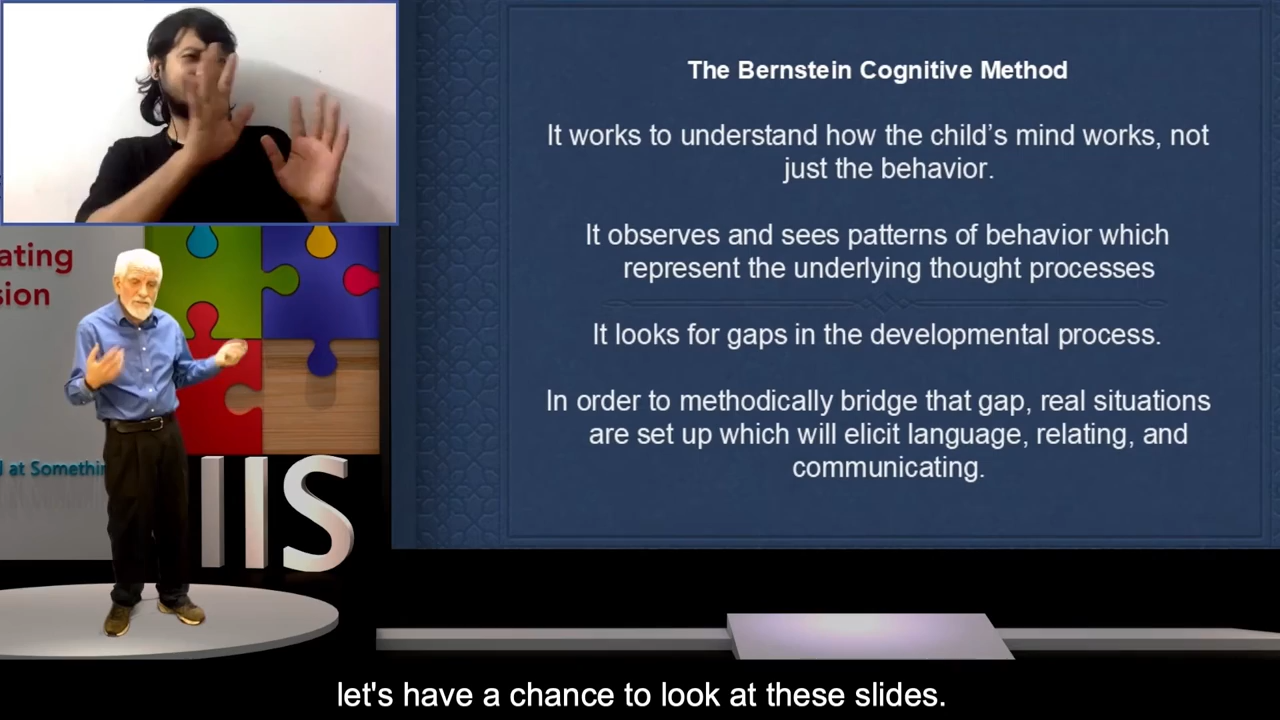 The Bernstein Cognitive Method
It works to understand how the child’s mind works, not
just the behavior.
It observes and sees patterns of behavior which
represent the underlying thought processes
It looks for gaps in the developmental process.
In order to methodically bridge that gap, real situations
are set up which will elicit language, relating, and
communicating.
ating
sion
at Somethin
IIS
let's have a chance to look at these slides.